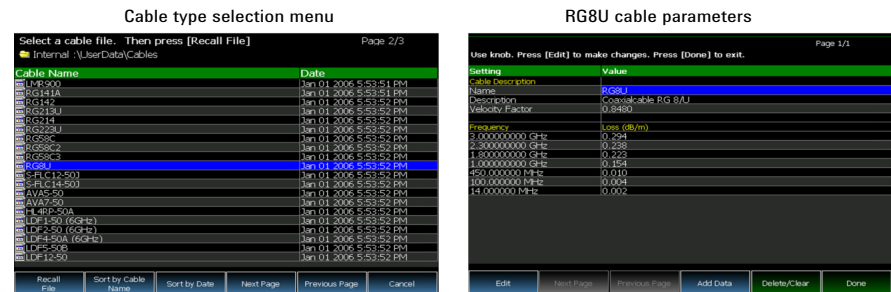 Cable type selection menu
Select a cable file. Then press [Recall File] Page 2/3
Internal :\UserData\Cables
Cable Name Date
LMR900 Jan 01 2006 5:53:51 PM
RG141A Jan 01 2006 5:53:51 PM
RG142 Jan 01 2006 5:53:52 PM
RG213U Jan 01 2006 5:53:52 PM
RG214 Jan 01 2006 5:53:52 PM
RG223U Jan 01 2006 5:53:52 PM
RG58C Jan 01 2006 5:53:52 PM
RG58C2 Jan 01 2006 5:53:52 PM
RG58C3 Jan 01 2006 5:53:52 PM
RG8U Jan 01 2006 5:53:52 PM
S-FLC12-50J Jan 01 2006 5:53:52 PM
S-FLC14-50J Jan 01 2006 5:53:52 PM
AVA5-50 Jan 01 2006 5:53:52 PM
AVA7-50 Jan 01 2006 5:53:52 PM
HL4RP-50A Jan 01 2006 5:53:52 PM
LDF1-50 (6GHz) Jan 01 2006 5:53:52 PM
LDF2-50 (6GHz) Jan 01 2006 5:53:52 PM
LDF4-50A (6GHz) Jan 01 2006 5:53:52 PM
LDF5-50B Jan 01 2006 5:53:52 PM
LDF12-50 Jan 01 2006 5:53:52 PM
Recall File Sort by Cable Name Sort by Date Next Page Previous Page Cancel
RG8U cable parameters
Page 1/1
Use knob. Press [Edit] to make changes. Press [Done] to exit.
Setting Value
Cable Description
Name RG8U
Description Coaxialcable RG 8/U
Velocity Factor 0.8480
Frequency Loss (dB/m)
3.000000000 GHz 0.294
2.300000000 GHz 0.238
1.800000000 GHz 0.223
1.000000000 GHz 0.154
450.000000 MHz 0.010
100.000000 MHz 0.004
14.000000 MHz 0.002
Edit Next Page Previous Page Add Data Delete/Clear Done